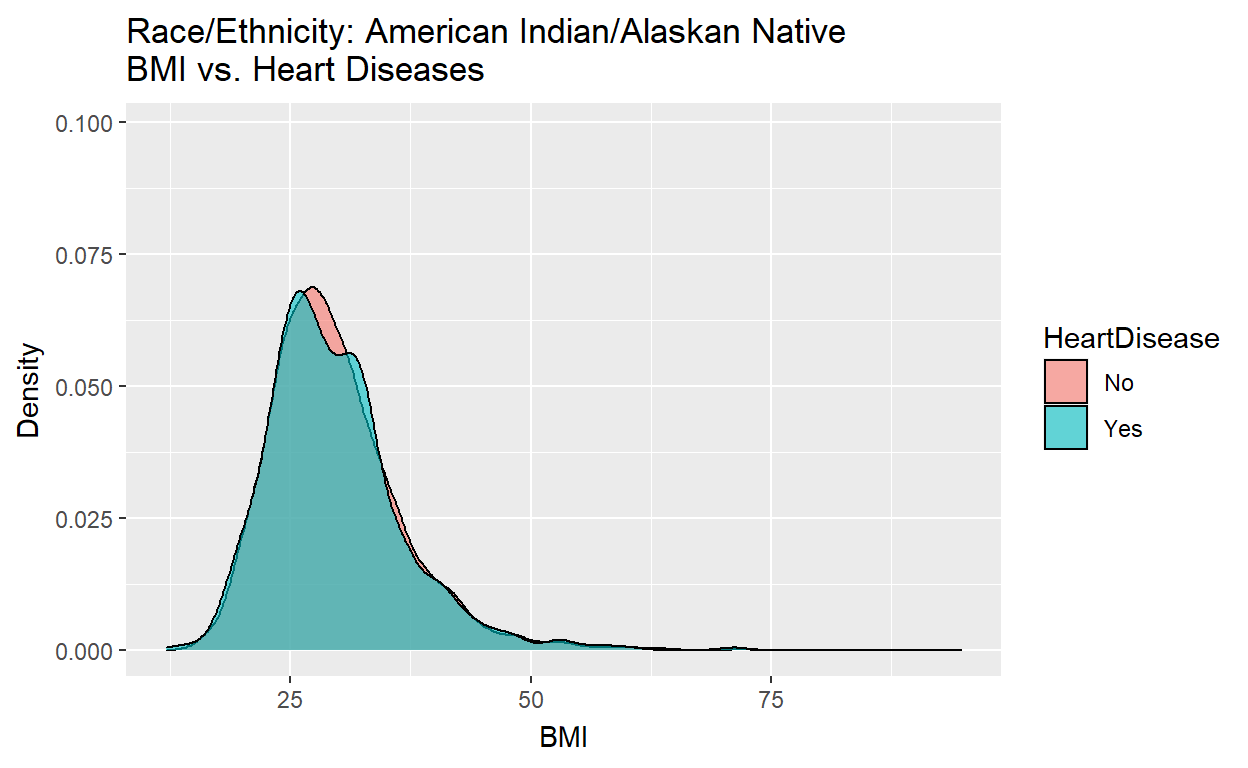 Race/Ethnicity: American Indian/Alaskan Native
BMI vs. Heart Diseases
0.100
0.075
0.050
0.025
0.000
Density
25
50
75
BMI
HeartDisease
No
Yes